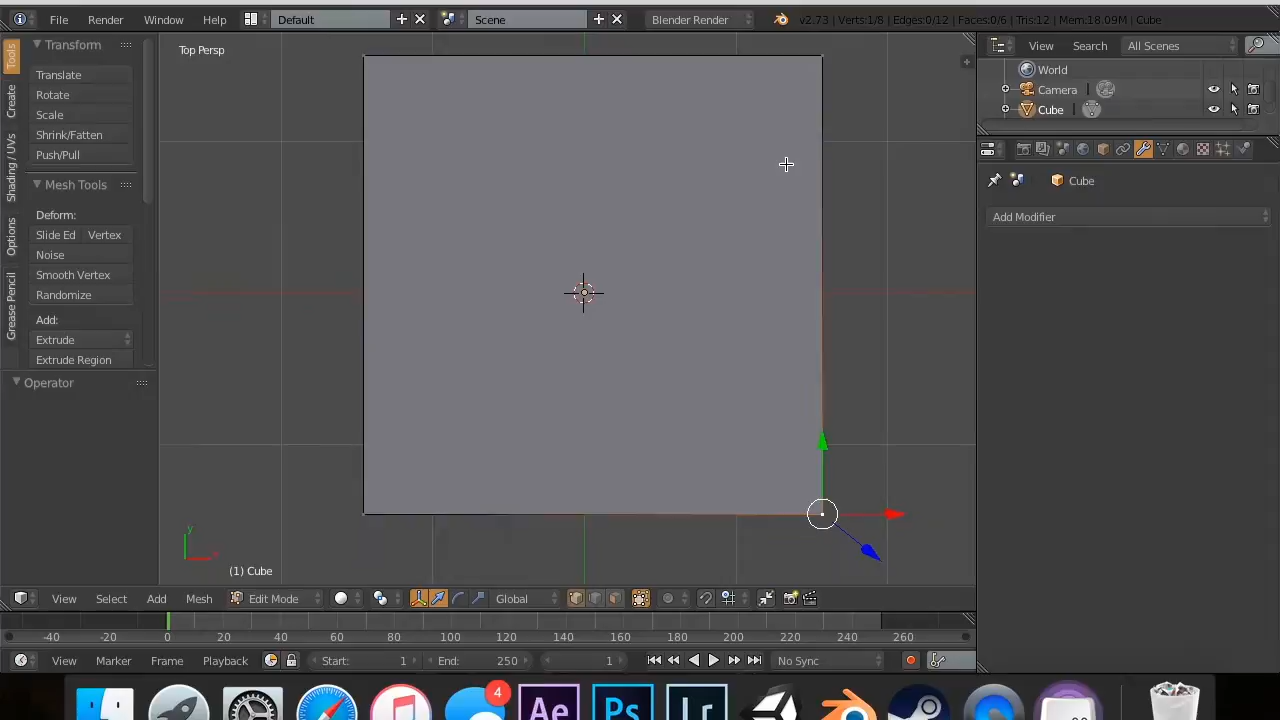 File Render Window Help Default Scene Blender Render v2.73 | Verts:1/8 | Edges:0/12 | Faces:0/6 | Tris:12 | Mem:18.09M | Cube
Tools
Create
Shading / UVs
Options
Grease Pencil
Transform
Translate
Rotate
Scale
Shrink/Fatten
Push/Pull
Mesh Tools
Deform:
Slide Ed Vertex
Noise
Smooth Vertex
Randomize
Add:
Extrude
Extrude Region
Operator
Top Persp
y
x
(1) Cube
View Search All Scenes
World
Camera
Cube
Cube
Add Modifier
View Select Add Mesh Edit Mode Global
-40 -20 0 20 40 60 80 100 120 140 160 180 200 220 240 260
View Marker Frame Playback Start: 1 End: 250 1 No Sync
4
Ae Ps Lr